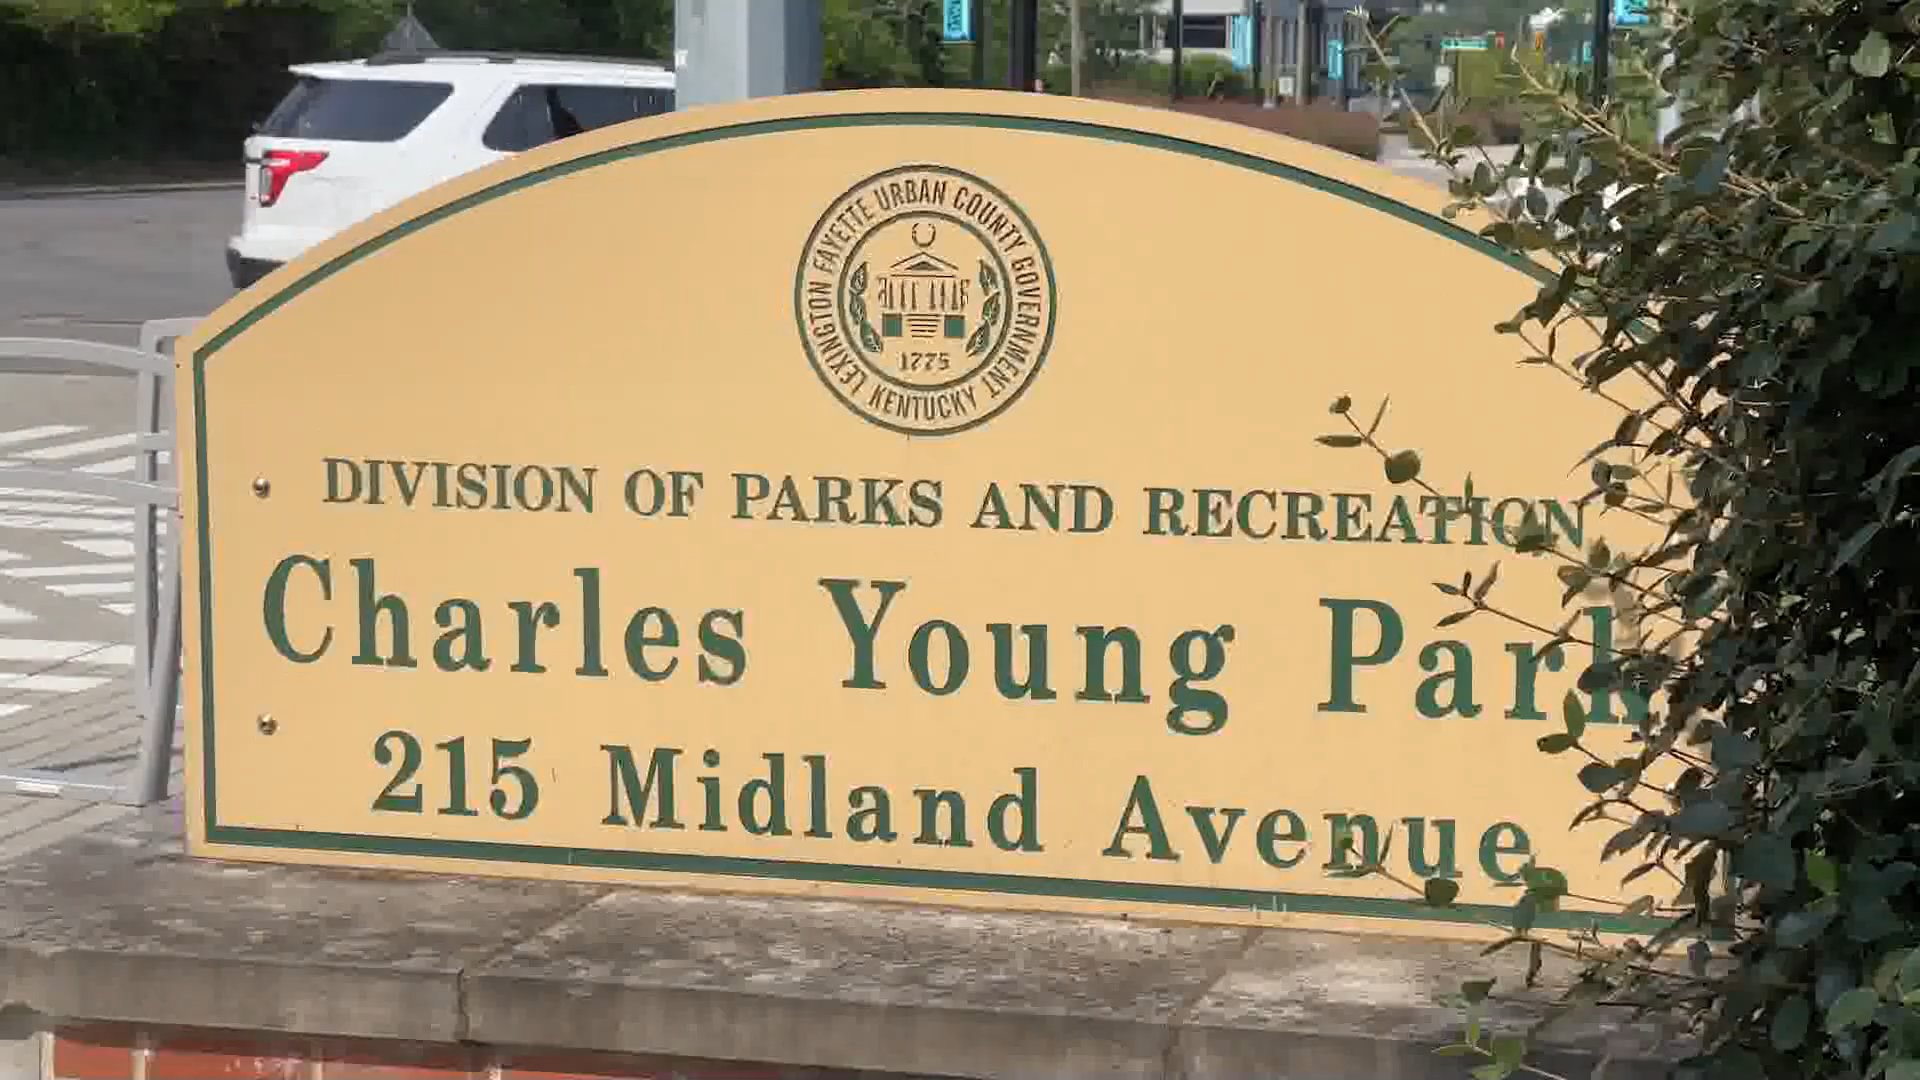 LEXINGTON FAYETTE URBAN COUNTY GOVERNMENT
KENTUCKY
1775
DIVISION OF PARKS AND RECREATION
Charles Young Park
215 Midland Avenue